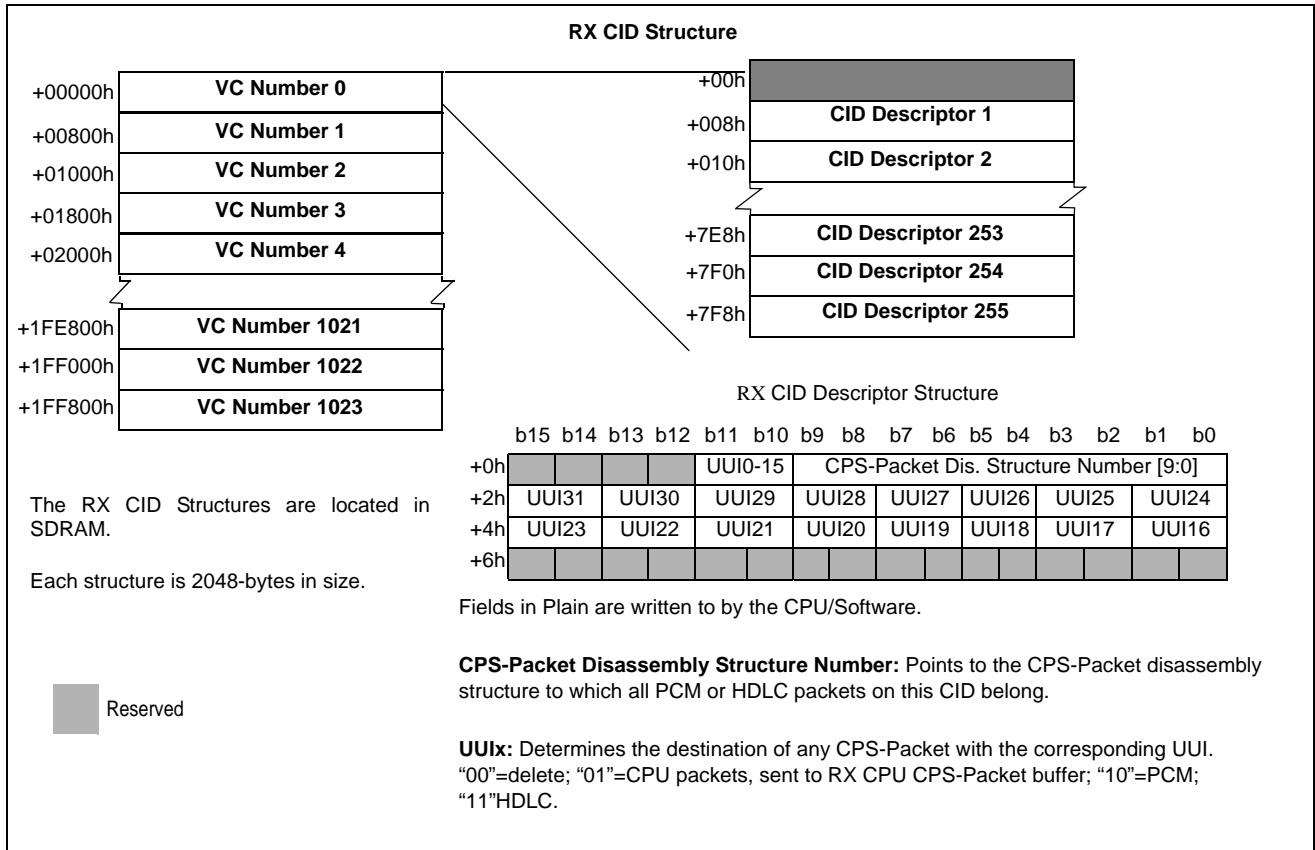 RX CID Structure
+00000h VC Number 0
+00800h VC Number 1
+01000h VC Number 2
+01800h VC Number 3
+02000h VC Number 4
+1FE800h VC Number 1021
+1FF000h VC Number 1022
+1FF800h VC Number 1023
+00h
+008h CID Descriptor 1
+010h CID Descriptor 2
+7E8h CID Descriptor 253
+7F0h CID Descriptor 254
+7F8h CID Descriptor 255
The RX CID Structures are located in
SDRAM.
Each structure is 2048-bytes in size.
Reserved
RX CID Descriptor Structure
b15 b14 b13 b12 b11 b10 b9 b8 b7 b6 b5 b4 b3 b2 b1 b0
+0h UUI0-15 CPS-Packet Dis. Structure Number [9:0]
+2h UUI31 UUI30 UUI29 UUI28 UUI27 UUI26 UUI25 UUI24
+4h UUI23 UUI22 UUI21 UUI20 UUI19 UUI18 UUI17 UUI16
+6h
Fields in Plain are written to by the CPU/Software.
CPS-Packet Disassembly Structure Number: Points to the CPS-Packet disassembly
structure to which all PCM or HDLC packets on this CID belong.
UUIx: Determines the destination of any CPS-Packet with the corresponding UUI.
“00”=delete; “01”=CPU packets, sent to RX CPU CPS-Packet buffer; “10”=PCM;
“11”HDLC.